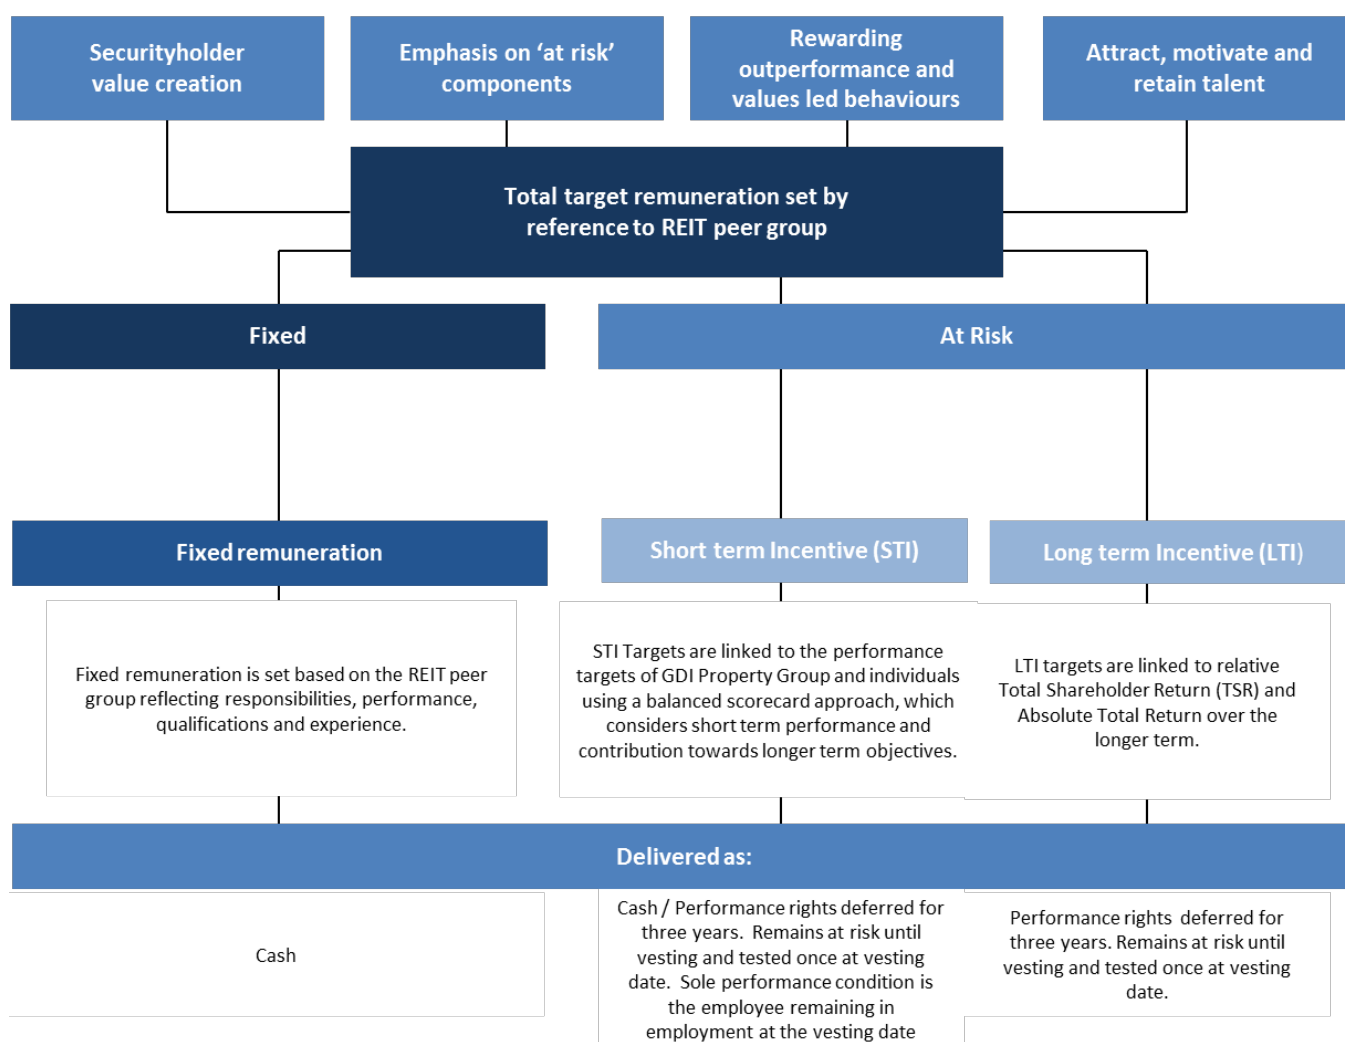 Securityholder
value creation
Emphasis on ‘at risk’
components
Rewarding
outperformance and
values led behaviours
Attract, motivate and
retain talent
Total target remuneration set by
reference to REIT peer group
Fixed
At Risk
Fixed remuneration
Short term Incentive (STI)
Long term Incentive (LTI)
Fixed remuneration is set based on the REIT peer
group reflecting responsibilities, performance,
qualifications and experience.
STI Targets are linked to the performance
targets of GDI Property Group and individuals
using a balanced scorecard approach, which
considers short term performance and
contribution towards longer term objectives.
LTI targets are linked to relative
Total Shareholder Return (TSR) and
Absolute Total Return over the
longer term.
Delivered as:
Cash
Cash / Performance rights deferred for
three years.  Remains at risk until
vesting and tested once at vesting
date.  Sole performance condition is
the employee remaining in
employment at the vesting date
Performance rights  deferred for
three years. Remains at risk until
vesting and tested once at vesting
date.